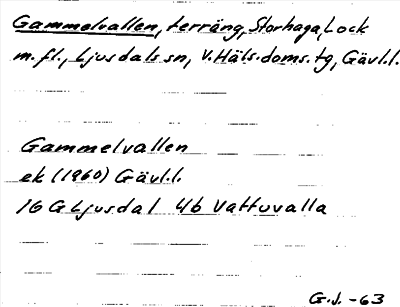 Gammelvallen, terräng, Storhaga, Lock
m.fl., Ljusdals sn, V.Häls.doms.tg, Gävl.l.
Gammelvallen
ek (1960) Gävl.l.
16 G Ljusdal 4b Vattuvalla
G.J. -63